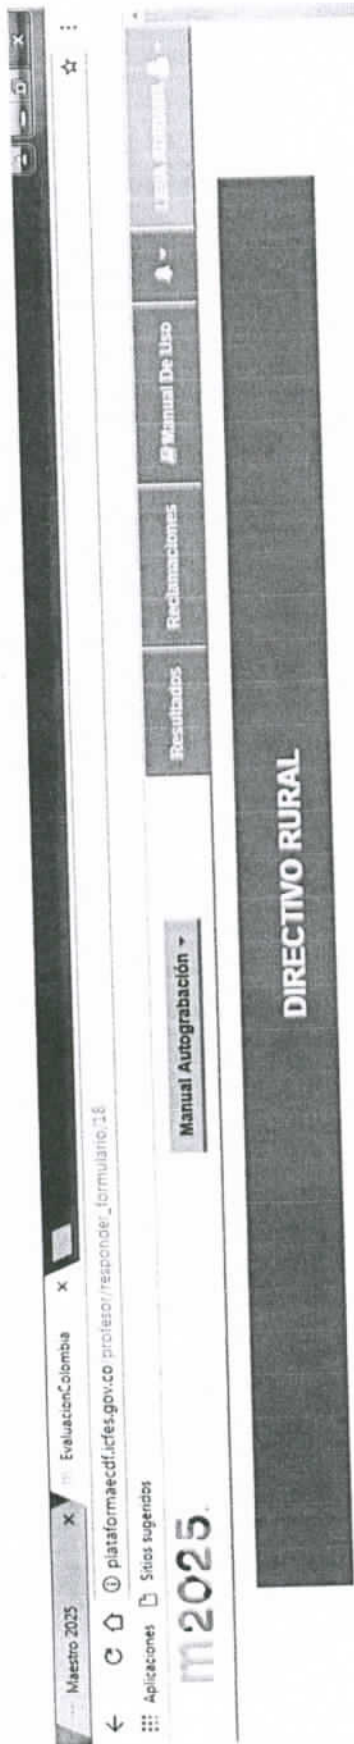 Maestro 2025 × EvaluacionColombia ×
plataformaecdf.icfes.gov.co/profesor/responder_formulario/18
Aplicaciones Sitios sugeridos
m2025
Manual Autograbación
Resultados
Reclamaciones
Manual De Uso
DIRECTIVO RURAL